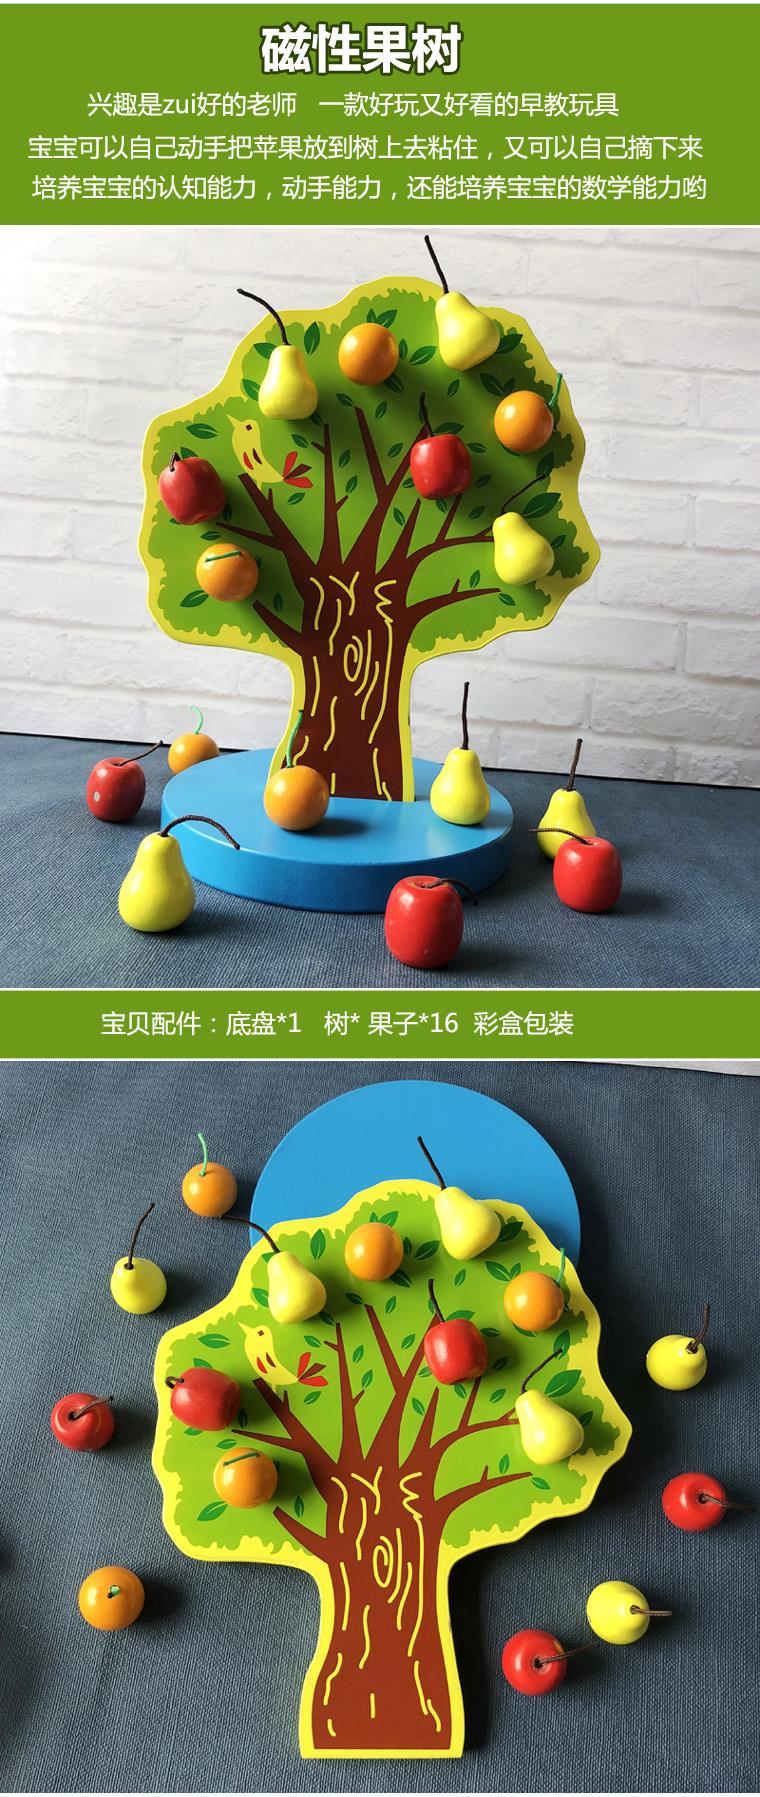 磁性果树
兴趣是zui好的老师 一款好玩又好看的早教玩具
宝宝可以自己动手把苹果放到树上去粘住，又可以自己摘下来
培养宝宝的认知能力，动手能力，还能培养宝宝的数学能力哟
宝贝配件：底盘*1 树* 果子*16 彩盒包装